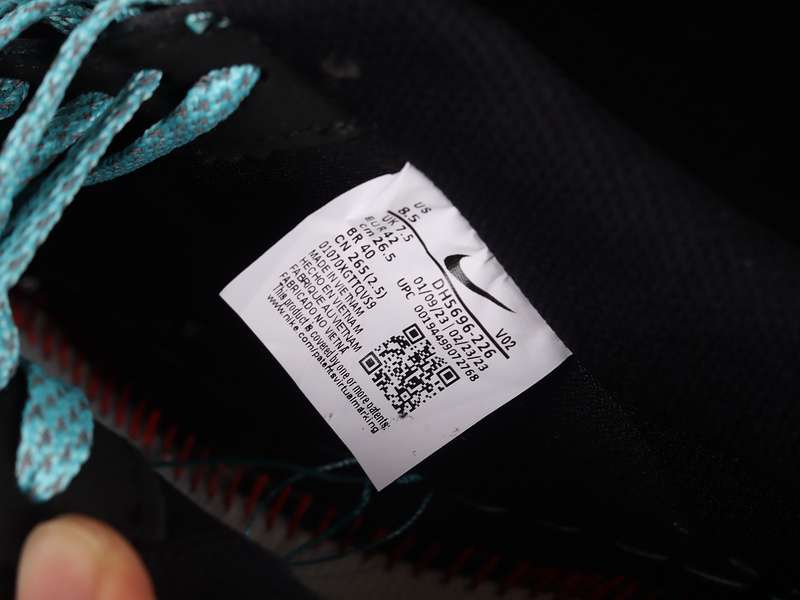 US
8.5
UK 7.5
EUR 42
cm 26.5
BR 40
CN 265(2.5)
01070XGTTQVS9
MADE IN VIETNAM
HECHO EN VIETNAM
FABRIQUE AU VIETNAM
FABRICADO NO VIETNA
This product is covered by one or more patents:
www.nike.com/patentsvirtualmarking
DH5696-226
V02
01/09/23 | 02/23/23
UPC 00194499072768